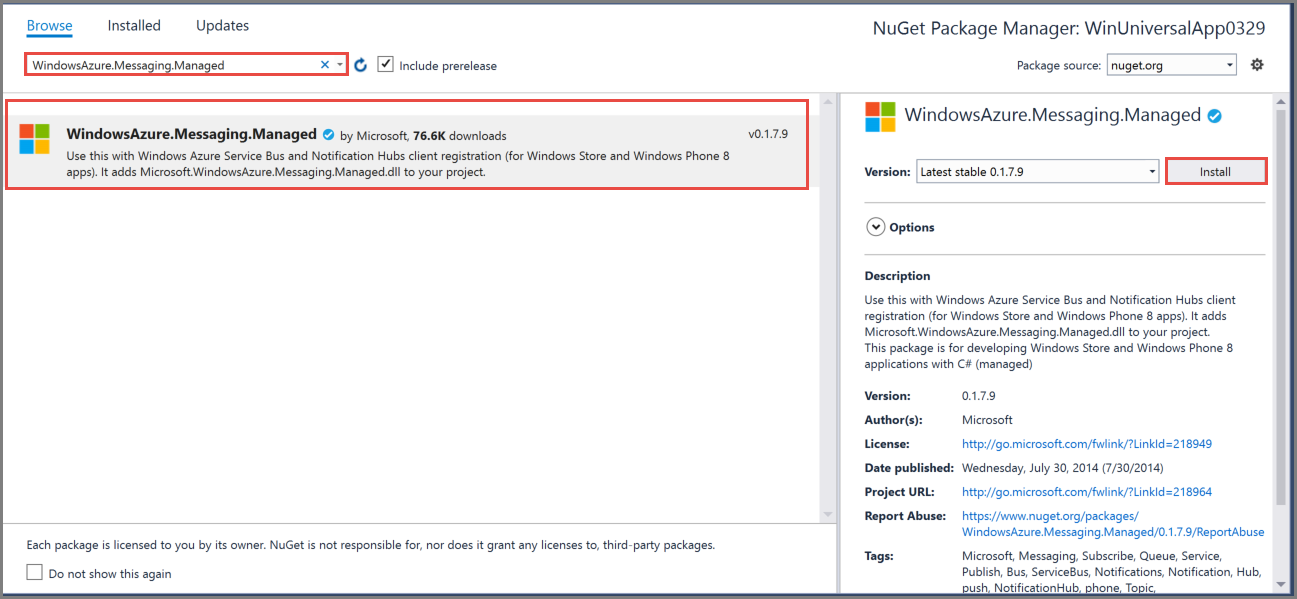 Browse Installed Updates
NuGet Package Manager: WinUniversalApp0329
WindowsAzure.Messaging.Managed
Include prerelease
Package source: nuget.org
WindowsAzure.Messaging.Managed by Microsoft, 76.6K downloads v0.1.7.9
Use this with Windows Azure Service Bus and Notification Hubs client registration (for Windows Store and Windows Phone 8
apps). It adds Microsoft.WindowsAzure.Messaging.Managed.dll to your project.
Each package is licensed to you by its owner. NuGet is not responsible for, nor does it grant any licenses to, third-party packages.
Do not show this again
WindowsAzure.Messaging.Managed
Version: Latest stable 0.1.7.9 Install
Options
Description
Use this with Windows Azure Service Bus and Notification Hubs client
registration (for Windows Store and Windows Phone 8 apps). It adds
Microsoft.WindowsAzure.Messaging.Managed.dll to your project.
This package is for developing Windows Store and Windows Phone 8
applications with C# (managed)
Version: 0.1.7.9
Author(s): Microsoft
License: http://go.microsoft.com/fwlink/?LinkId=218949
Date published: Wednesday, July 30, 2014 (7/30/2014)
Project URL: http://go.microsoft.com/fwlink/?LinkId=218964
Report Abuse: https://www.nuget.org/packages/
WindowsAzure.Messaging.Managed/0.1.7.9/ReportAbuse
Tags: Microsoft, Messaging, Subscribe, Queue, Service,
Publish, Bus, ServiceBus, Notifications, Notification, Hub,
push, NotificationHub, phone, Topic,